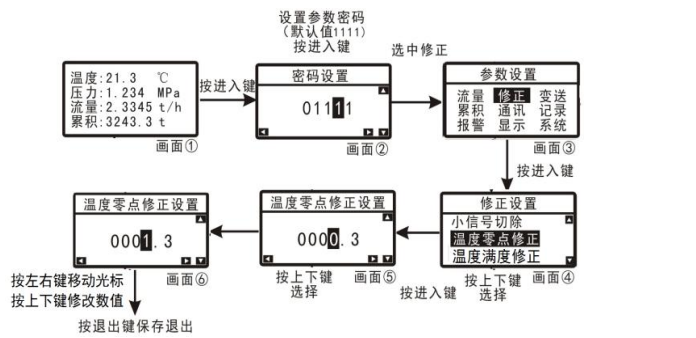 设置参数密码
(默认值1111)
按进入键
选中修正
温度:21.3 ℃
压力:1.234 MPa
流量:2.3345 t/h
累积:3243.3 t
画面①
按进入键
密码设置
01111
画面②
参数设置
流量 修正 变送
累积 通讯 记录
报警 显示 系统
画面③
按进入键
修正设置
小信号切除
温度零点修正
温度满度修正
画面④
按上下键
选择
按进入键
温度零点修正设置
0000.3
画面⑤
按上下键
选择
温度零点修正设置
0001.3
画面⑥
按左右键移动光标
按上下键修改数值
按退出键保存退出